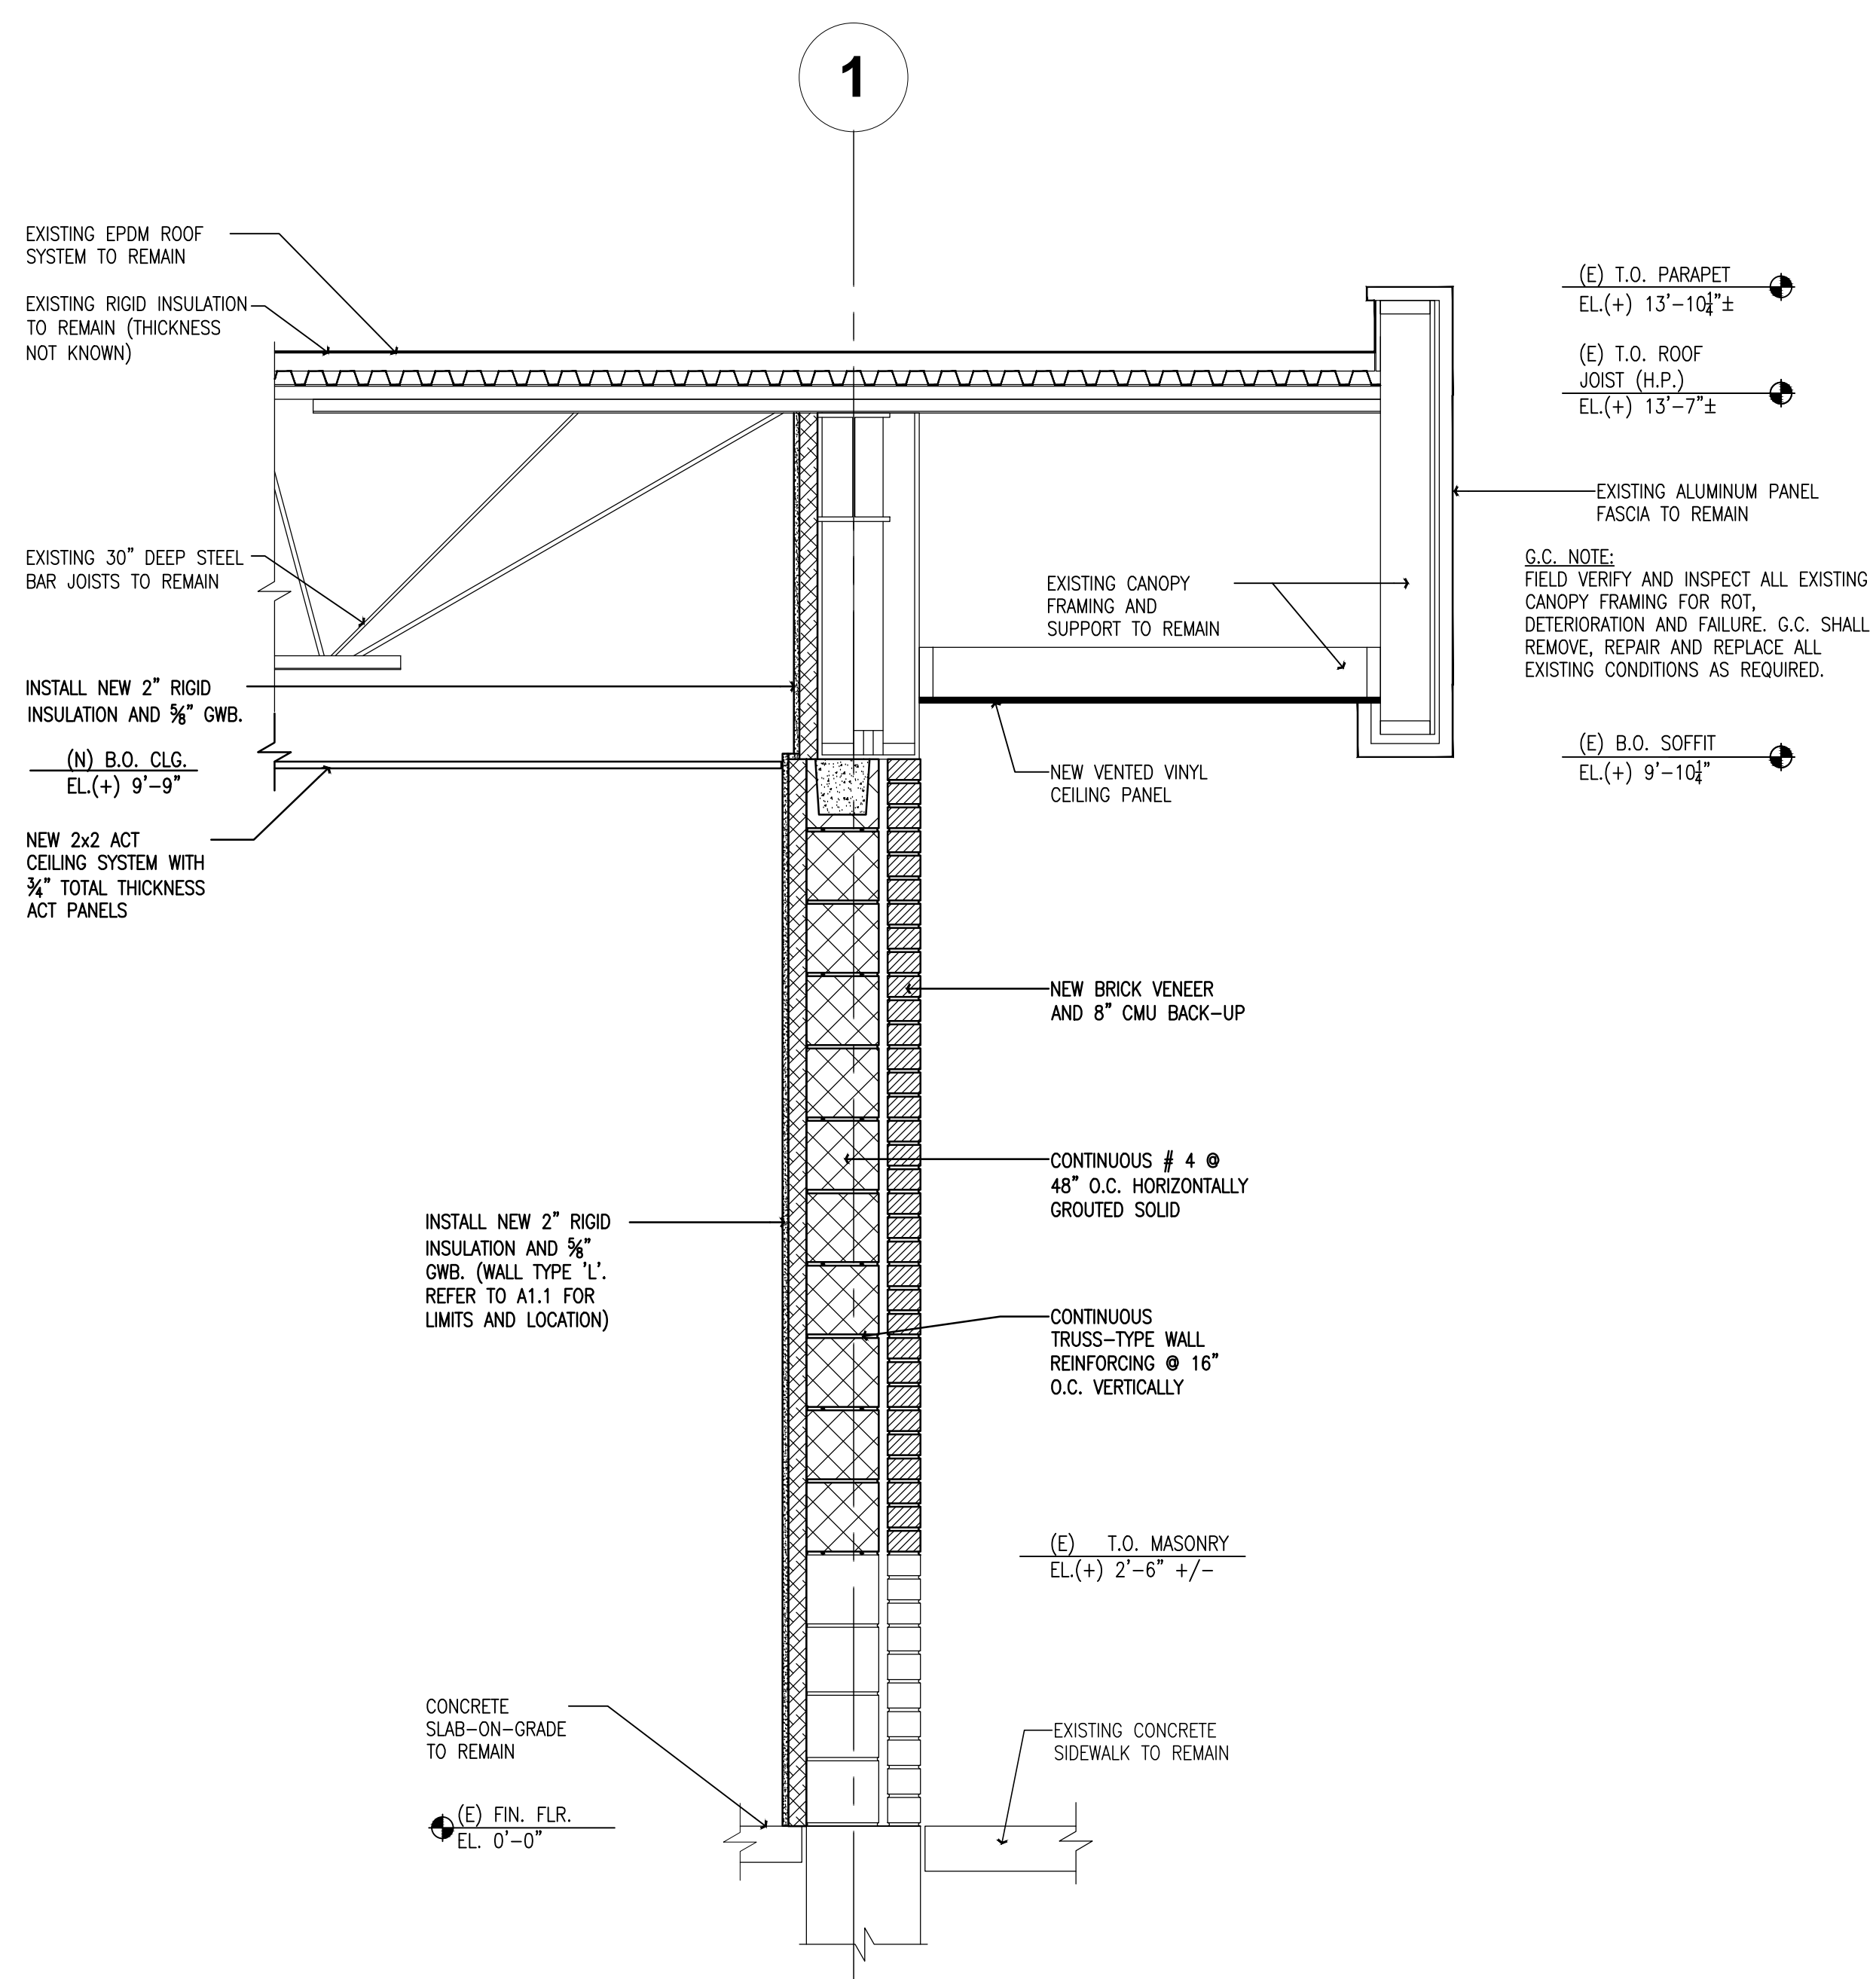 1
EXISTING EPDM ROOF
SYSTEM TO REMAIN
EXISTING RIGID INSULATION
TO REMAIN (THICKNESS
NOT KNOWN)
EXISTING 30" DEEP STEEL
BAR JOISTS TO REMAIN
INSTALL NEW 2" RIGID
INSULATION AND ⅝" GWB.
(N) B.O. CLG.
EL.(+) 9'-9"
NEW 2x2 ACT
CEILING SYSTEM WITH
¾" TOTAL THICKNESS
ACT PANELS
(E) T.O. PARAPET
EL.(+) 13'-10¼"±
(E) T.O. ROOF
JOIST (H.P.)
EL.(+) 13'-7"±
EXISTING ALUMINUM PANEL
FASCIA TO REMAIN
G.C. NOTE:
FIELD VERIFY AND INSPECT ALL EXISTING
CANOPY FRAMING FOR ROT,
DETERIORATION AND FAILURE. G.C. SHALL
REMOVE, REPAIR AND REPLACE ALL
EXISTING CONDITIONS AS REQUIRED.
(E) B.O. SOFFIT
EL.(+) 9'-10¼"
EXISTING CANOPY
FRAMING AND
SUPPORT TO REMAIN
NEW VENTED VINYL
CEILING PANEL
NEW BRICK VENEER
AND 8" CMU BACK-UP
CONTINUOUS # 4 @
48" O.C. HORIZONTALLY
GROUTED SOLID
INSTALL NEW 2" RIGID
INSULATION AND ⅝"
GWB. (WALL TYPE 'L'.
REFER TO A1.1 FOR
LIMITS AND LOCATION)
CONTINUOUS
TRUSS-TYPE WALL
REINFORCING @ 16"
O.C. VERTICALLY
(E) T.O. MASONRY
EL.(+) 2'-6" +/-
CONCRETE
SLAB-ON-GRADE
TO REMAIN
EXISTING CONCRETE
SIDEWALK TO REMAIN
(E) FIN. FLR.
EL. 0'-0"